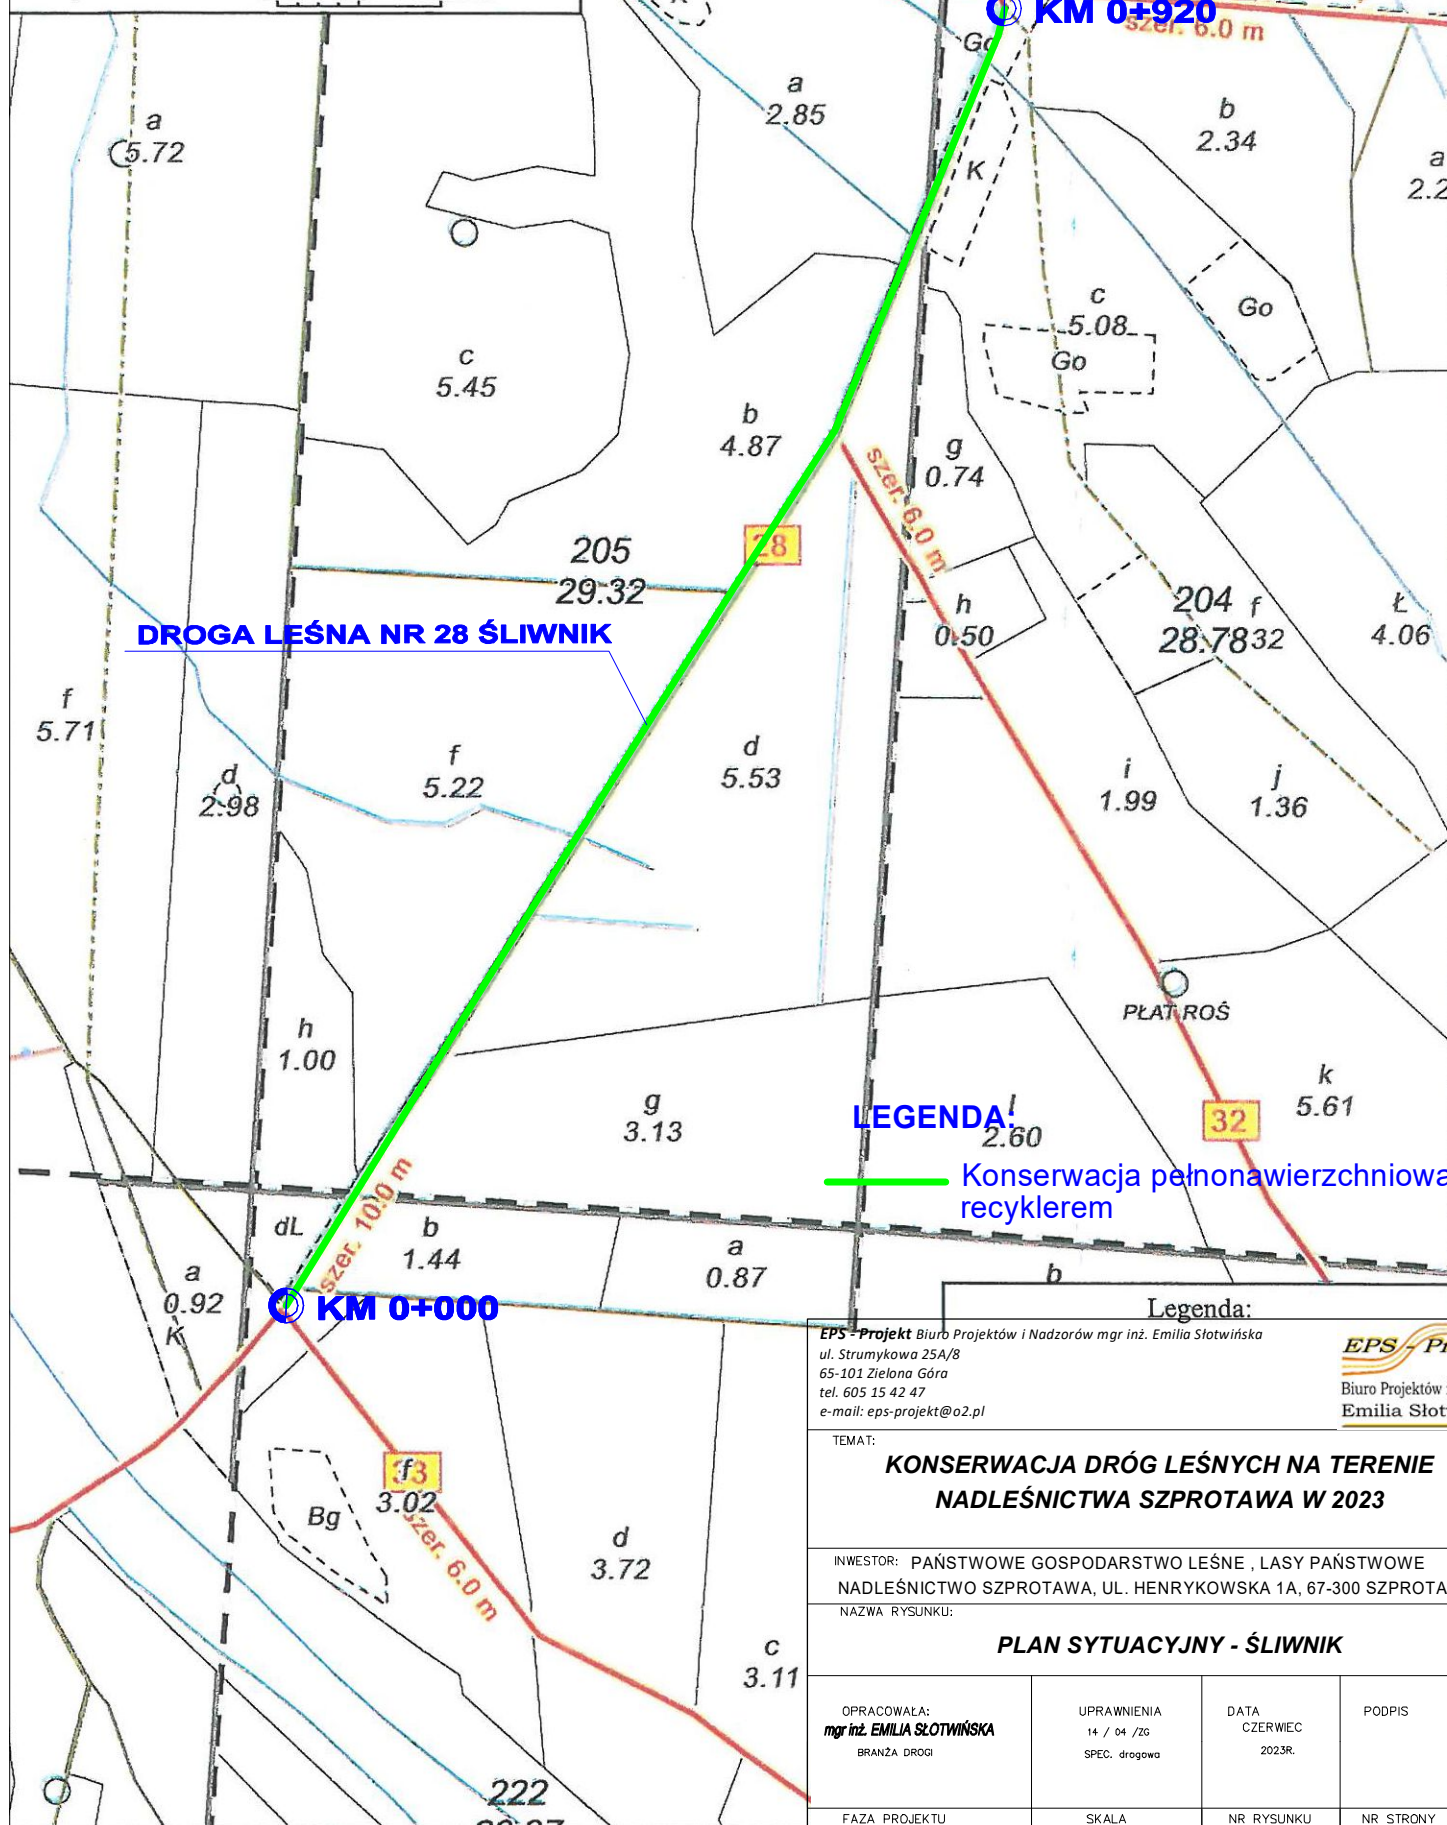 KM 0+920
szer. 6.0 m
Go
a
2.85
b
2.34
a
5.72
K
a
c
5.08
Go
Go
c
5.45
b
4.87
g
0.74
szer. 6.0 m
28
205
29.32
h
0.50
204
28.78
f
32
Ł
4.06
DROGA LEŚNA NR 28 ŚLIWNIK
f
5.71
d
2.98
f
5.22
d
5.53
i
1.99
j
1.36
PŁAT ROŚ
h
1.00
g
3.13
k
5.61
32
l
2.60
LEGENDA:
Konserwacja pełnonawierzchniowa
recyklerem
szer. 10.0 m
dL
b
1.44
a
0.87
b
a
0.92
K
KM 0+000
Legenda:
33
f
3.02
szer. 6.0 m
Bg
d
3.72
c
3.11
222
EPS - Projekt Biuro Projektów i Nadzorów mgr inż. Emilia Słotwińska
ul. Strumykowa 25A/8
65-101 Zielona Góra
tel. 605 15 42 47
e-mail: eps-projekt@o2.pl
EPS - Pr
Biuro Projektów
Emilia Słot
TEMAT:
KONSERWACJA DRÓG LEŚNYCH NA TERENIE
NADLEŚNICTWA SZPROTAWA W 2023
INWESTOR: PAŃSTWOWE GOSPODARSTWO LEŚNE , LASY PAŃSTWOWE
NADLEŚNICTWO SZPROTAWA, UL. HENRYKOWSKA 1A, 67-300 SZPROTA
NAZWA RYSUNKU:
PLAN SYTUACYJNY - ŚLIWNIK
OPRACOWAŁA:
mgr inż. EMILIA SŁOTWIŃSKA
BRANŻA DROGI
UPRAWNIENIA
14 / 04 /ZG
SPEC. drogowa
DATA
CZERWIEC
2023R.
PODPIS
FAZA PROJEKTU
SKALA
NR RYSUNKU
NR STRONY